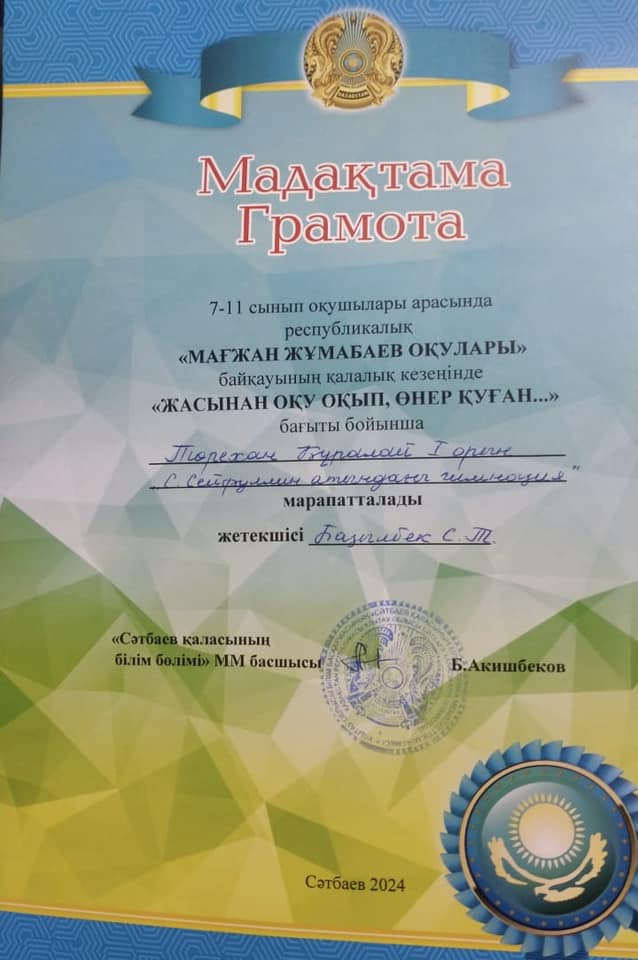 QAZAQSTAN
Мадақтама
Грамота
7-11 сынып оқушылары арасында
республикалық
«МАҒЖАН ЖҰМАБАЕВ ОҚУЛАРЫ»
байқауының қалалық кезеңінде
«ЖАСЫНАН ОҚУ ОҚЫП, ӨНЕР ҚУҒАН...»
бағыты бойынша
Төрехан Құралай I орын
"С.Сейфуллин атындағы гимназия"
марапатталады
жетекшісі Базылбек С.Т.
«Сәтбаев қаласының
білім бөлімі» ММ басшысы
Б.Акишбеков
Сәтбаев 2024